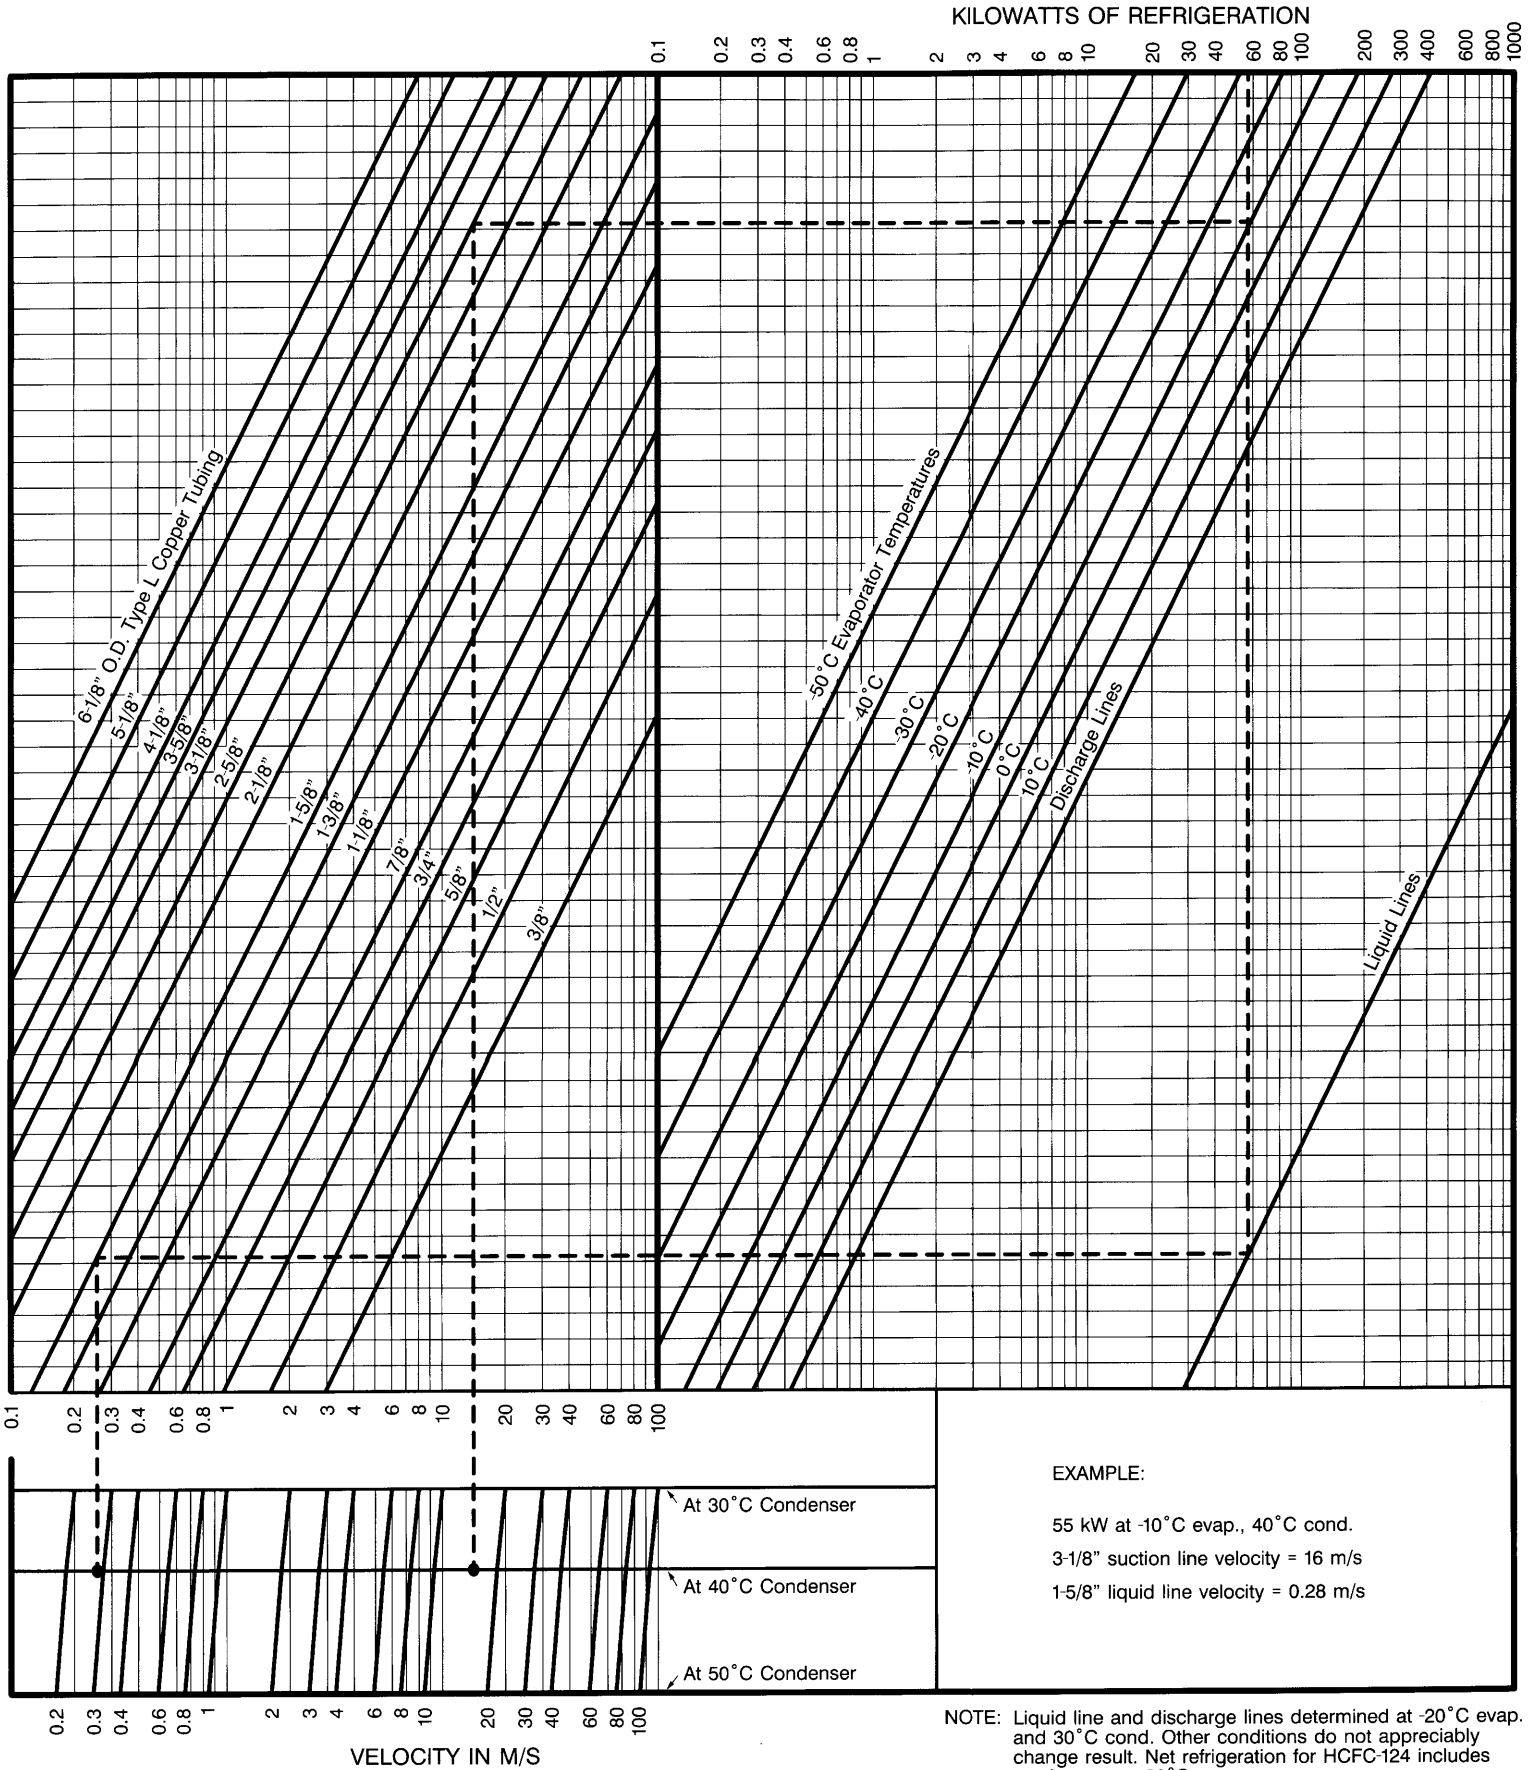 KILOWATTS OF REFRIGERATION
0.1 0.2 0.3 0.4 0.6 0.8 1 2 3 4 6 8 10 20 30 40 60 80 100 200 300 400 600 800 1000
6-1/8" O.D. Type L Copper Tubing
5-1/8"
4-1/8"
3-5/8"
3-1/8"
2-5/8"
2-1/8"
1-5/8"
1-3/8"
1-1/8"
7/8"
3/4"
5/8"
1/2"
3/8"
-50°C Evaporator Temperatures
-40°C
-30°C
-20°C
-10°C
0°C
10°C
Discharge Lines
Liquid Lines
0.1 0.2 0.3 0.4 0.6 0.8 1 2 3 4 6 8 10 20 30 40 60 80 100
At 30°C Condenser
At 40°C Condenser
At 50°C Condenser
0.2 0.3 0.4 0.6 0.8 1 2 3 4 6 8 10 20 30 40 60 80 100
VELOCITY IN M/S
EXAMPLE:
55 kW at -10°C evap., 40°C cond.
3-1/8" suction line velocity = 16 m/s
1-5/8" liquid line velocity = 0.28 m/s
NOTE: Liquid line and discharge lines determined at -20°C evap.
and 30°C cond. Other conditions do not appreciably
change result. Net refrigeration for HCFC-124 includes